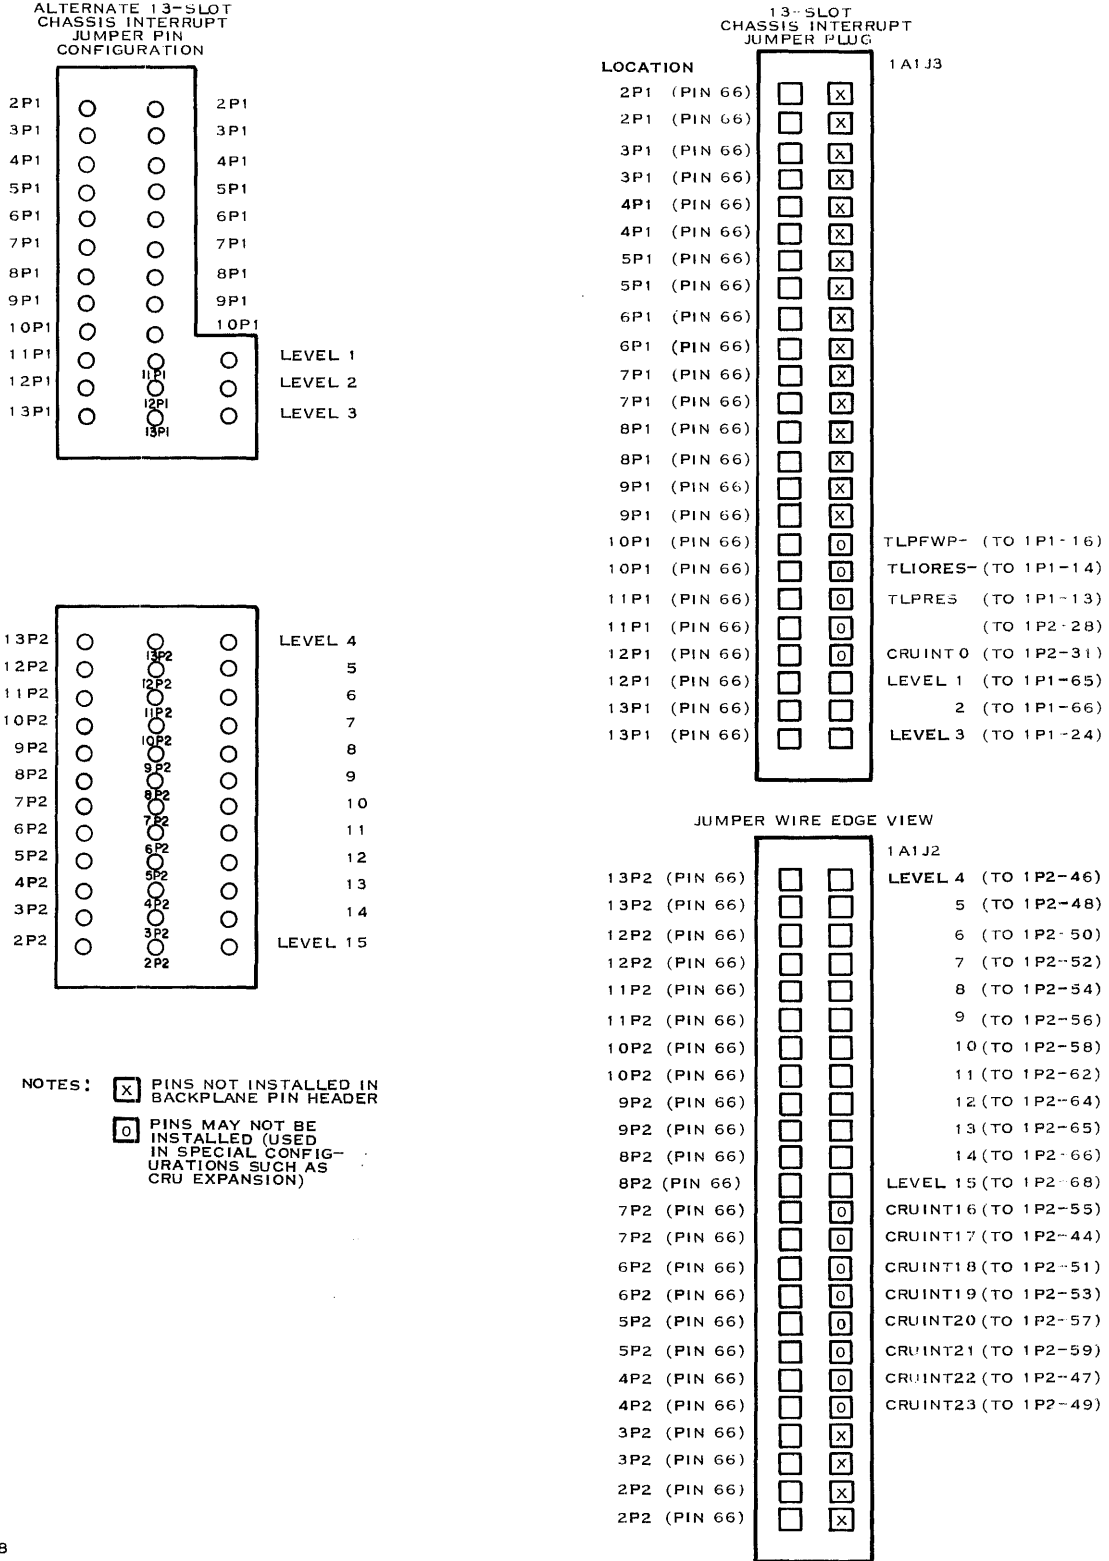 ALTERNATE 13-SLOT
CHASSIS INTERRUPT
JUMPER PIN
CONFIGURATION
2P1 2P1
3P1 3P1
4P1 4P1
5P1 5P1
6P1 6P1
7P1 7P1
8P1 8P1
9P1 9P1
10P1 10P1
11P1 11P1 LEVEL 1
12P1 12P1 LEVEL 2
13P1 13P1 LEVEL 3
13P2 13P2 LEVEL 4
12P2 12P2 5
11P2 11P2 6
10P2 10P2 7
9P2 9P2 8
8P2 8P2 9
7P2 7P2 10
6P2 6P2 11
5P2 5P2 12
4P2 4P2 13
3P2 3P2 14
2P2 2P2 LEVEL 15
NOTES: X PINS NOT INSTALLED IN
BACKPLANE PIN HEADER
O PINS MAY NOT BE
INSTALLED (USED
IN SPECIAL CONFIG-
URATIONS SUCH AS
CRU EXPANSION)
8
13-SLOT
CHASSIS INTERRUPT
JUMPER PLUG
LOCATION 1A1J3
2P1 (PIN 66) X
2P1 (PIN 66) X
3P1 (PIN 66) X
3P1 (PIN 66) X
4P1 (PIN 66) X
4P1 (PIN 66) X
5P1 (PIN 66) X
5P1 (PIN 66) X
6P1 (PIN 66) X
6P1 (PIN 66) X
7P1 (PIN 66) X
7P1 (PIN 66) X
8P1 (PIN 66) X
8P1 (PIN 66) X
9P1 (PIN 66) X
9P1 (PIN 66) X
10P1 (PIN 66) O TLPFWP- (TO 1P1-16)
10P1 (PIN 66) O TLIORES- (TO 1P1-14)
11P1 (PIN 66) O TLPRES (TO 1P1-13)
11P1 (PIN 66) O (TO 1P2-28)
12P1 (PIN 66) O CRUINT0 (TO 1P2-31)
12P1 (PIN 66) LEVEL 1 (TO 1P1-65)
13P1 (PIN 66) 2 (TO 1P1-66)
13P1 (PIN 66) LEVEL 3 (TO 1P1-24)
JUMPER WIRE EDGE VIEW
1A1J2
13P2 (PIN 66) LEVEL 4 (TO 1P2-46)
13P2 (PIN 66) 5 (TO 1P2-48)
12P2 (PIN 66) 6 (TO 1P2-50)
12P2 (PIN 66) 7 (TO 1P2-52)
11P2 (PIN 66) 8 (TO 1P2-54)
11P2 (PIN 66) 9 (TO 1P2-56)
10P2 (PIN 66) 10 (TO 1P2-58)
10P2 (PIN 66) 11 (TO 1P2-62)
9P2 (PIN 66) 12 (TO 1P2-64)
9P2 (PIN 66) 13 (TO 1P2-65)
8P2 (PIN 66) 14 (TO 1P2-66)
8P2 (PIN 66) LEVEL 15 (TO 1P2-68)
7P2 (PIN 66) O CRUINT16 (TO 1P2-55)
7P2 (PIN 66) O CRUINT17 (TO 1P2-44)
6P2 (PIN 66) O CRUINT18 (TO 1P2-51)
6P2 (PIN 66) O CRUINT19 (TO 1P2-53)
5P2 (PIN 66) O CRUINT20 (TO 1P2-57)
5P2 (PIN 66) O CRUINT21 (TO 1P2-59)
4P2 (PIN 66) O CRUINT22 (TO 1P2-47)
4P2 (PIN 66) O CRUINT23 (TO 1P2-49)
3P2 (PIN 66) X
3P2 (PIN 66) X
2P2 (PIN 66) X
2P2 (PIN 66) X